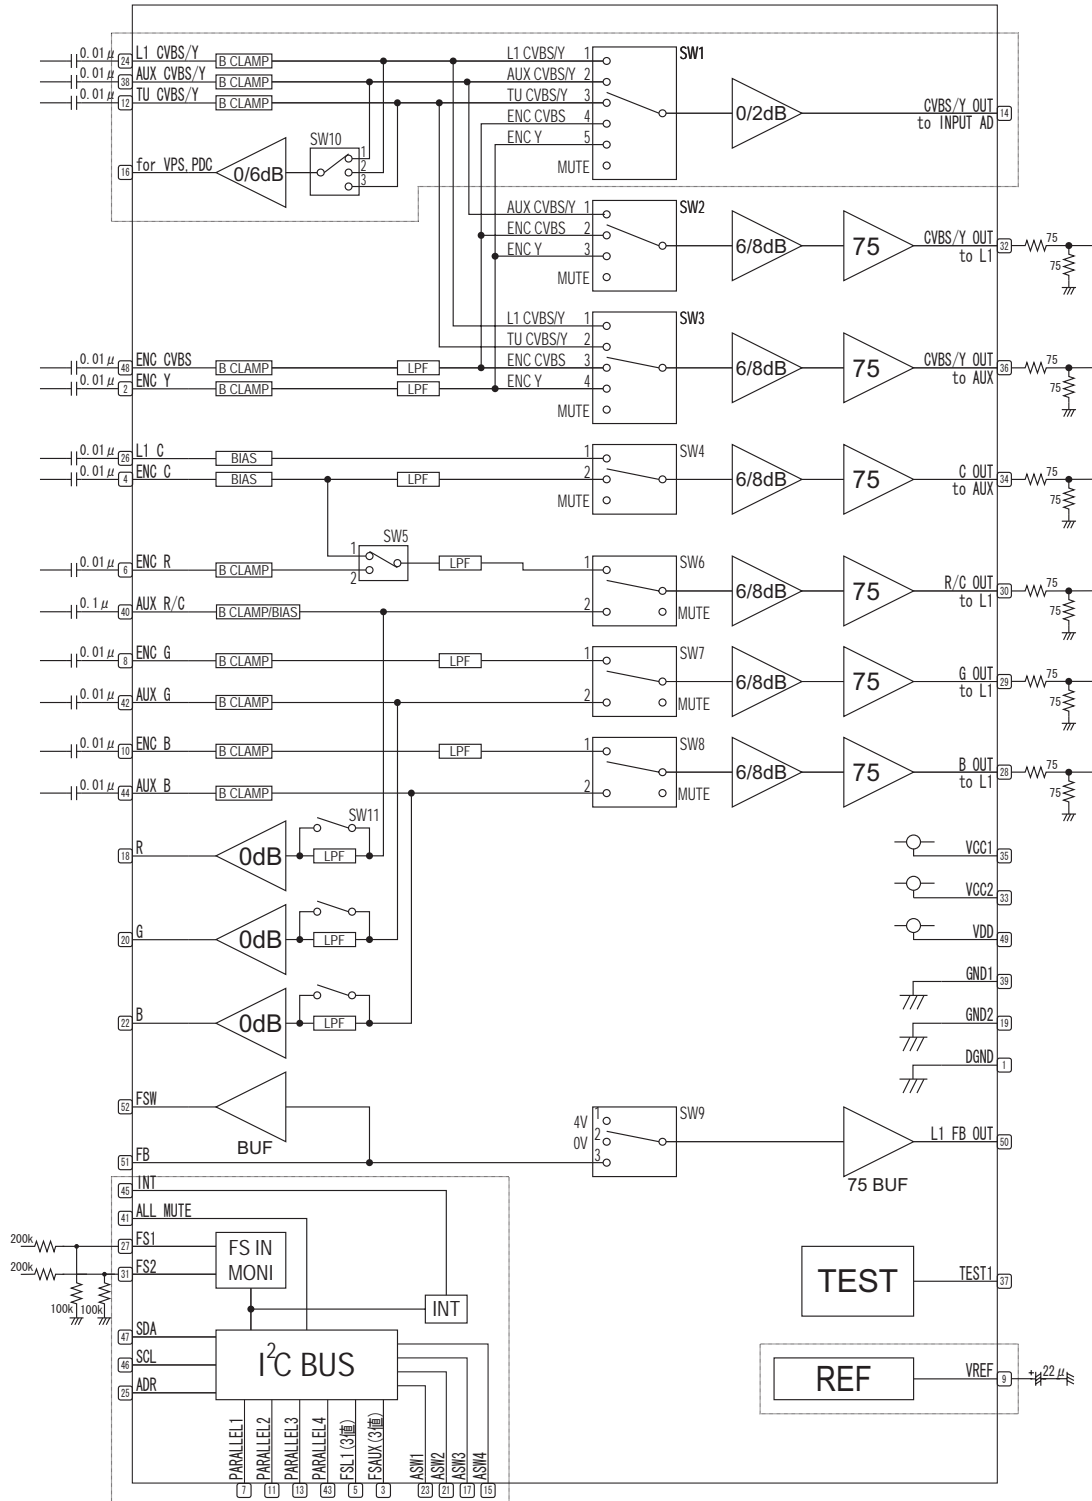 0.01μ 24 L1 CVBS/Y B CLAMP L1 CVBS/Y 1 SW1
0.01μ 38 AUX CVBS/Y B CLAMP AUX CVBS/Y 2
0.01μ 12 TU CVBS/Y B CLAMP TU CVBS/Y 3 0/2dB CVBS/Y OUT 14
to INPUT AD
ENC CVBS 4
SW10 ENC Y 5
16 for VPS,PDC 0/6dB 1 2 3 MUTE
AUX CVBS/Y 1 SW2
ENC CVBS 2 6/8dB 75 CVBS/Y OUT 32 75
ENC Y 3 to L1 75
MUTE
L1 CVBS/Y 1 SW3
TU CVBS/Y 2
0.01μ 48 ENC CVBS B CLAMP LPF ENC CVBS 3 6/8dB 75 CVBS/Y OUT 36 75
0.01μ 2 ENC Y B CLAMP LPF ENC Y 4 to AUX 75
MUTE
0.01μ 26 L1 C BIAS 1 SW4
0.01μ 4 ENC C BIAS LPF 2 6/8dB 75 C OUT 34 75
MUTE to AUX 75
SW5
1
0.01μ 6 ENC R B CLAMP 2 LPF 1 SW6
6/8dB 75 R/C OUT 30 75
0.1μ 40 AUX R/C B CLAMP/BIAS 2 MUTE to L1 75
0.01μ 8 ENC G B CLAMP LPF 1 SW7
6/8dB 75 G OUT 29 75
0.01μ 42 AUX G B CLAMP 2 MUTE to L1 75
0.01μ 10 ENC B B CLAMP LPF 1 SW8
6/8dB 75 B OUT 28 75
0.01μ 44 AUX B B CLAMP 2 MUTE to L1 75
SW11
18 R 0dB LPF VCC1 35
VCC2 33
20 G 0dB LPF VDD 49
GND1 39
22 B 0dB LPF GND2 19
DGND 1
52 FSW BUF
4V 1 SW9
0V 2 L1 FB OUT 50
51 FB 3 75 BUF
45 INT
41 ALL MUTE
200k 27 FS1 FS IN
200k 31 FS2 MONI
100k 100k INT
TEST TEST1 37
47 SDA
46 SCL I2C BUS
25 ADR
REF VREF 9 + 22μ
PARALLEL1 7
PARALLEL2 11
PARALLEL3 13
PARALLEL4 43
FSL1(3値) 5
FSAUX(3値) 3
ASW1 23
ASW2 21
ASW3 17
ASW4 15